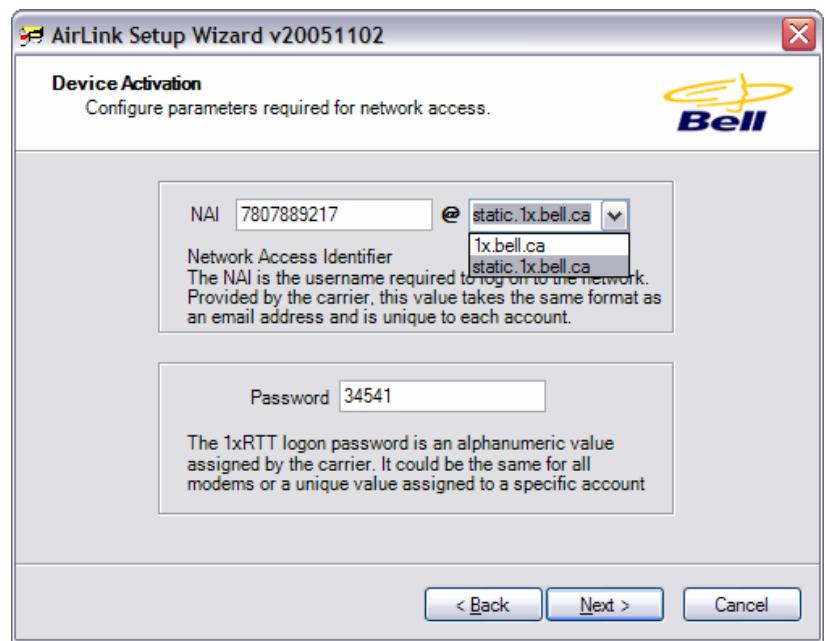 AirLink Setup Wizard v20051102
Device Activation
Configure parameters required for network access.
Bell
NAI 7807889217 @ static.1x.bell.ca
1x.bell.ca
static.1x.bell.ca
Network Access Identifier
The NAI is the username required to log on to the network.
Provided by the carrier, this value takes the same format as
an email address and is unique to each account.
Password 34541
The 1xRTT logon password is an alphanumeric value
assigned by the carrier. It could be the same for all
modems or a unique value assigned to a specific account
< Back Next > Cancel